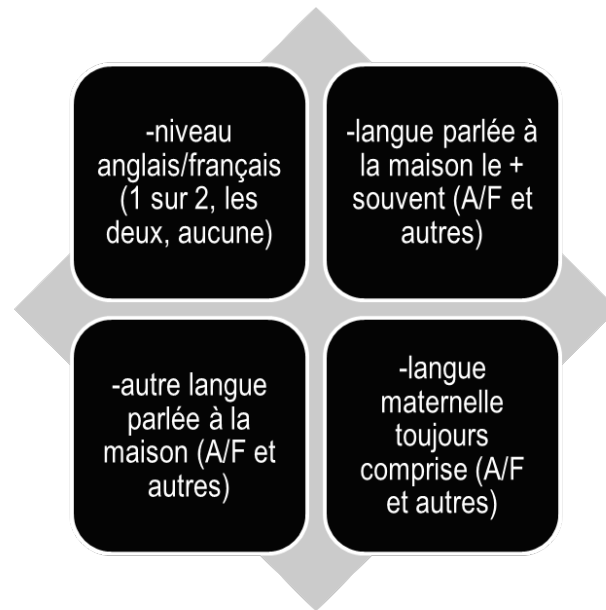 -niveau
anglais/français
(1 sur 2, les
deux, aucune)
-langue parlée à
la maison le +
souvent (A/F et
autres)
-autre langue
parlée à la
maison (A/F et
autres)
-langue
maternelle
toujours
comprise (A/F
et autres)